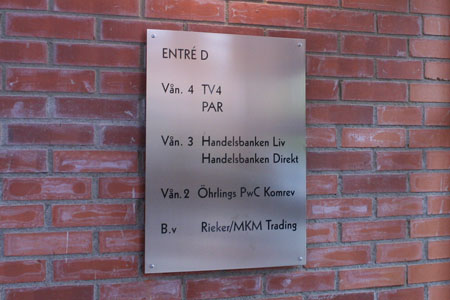 ENTRÉ D
Vån. 4 TV4
PAR
Vån. 3 Handelsbanken Liv
Handelsbanken Direkt
Vån. 2 Öhrlings PwC Komrev
B.v Rieker/MKM Trading